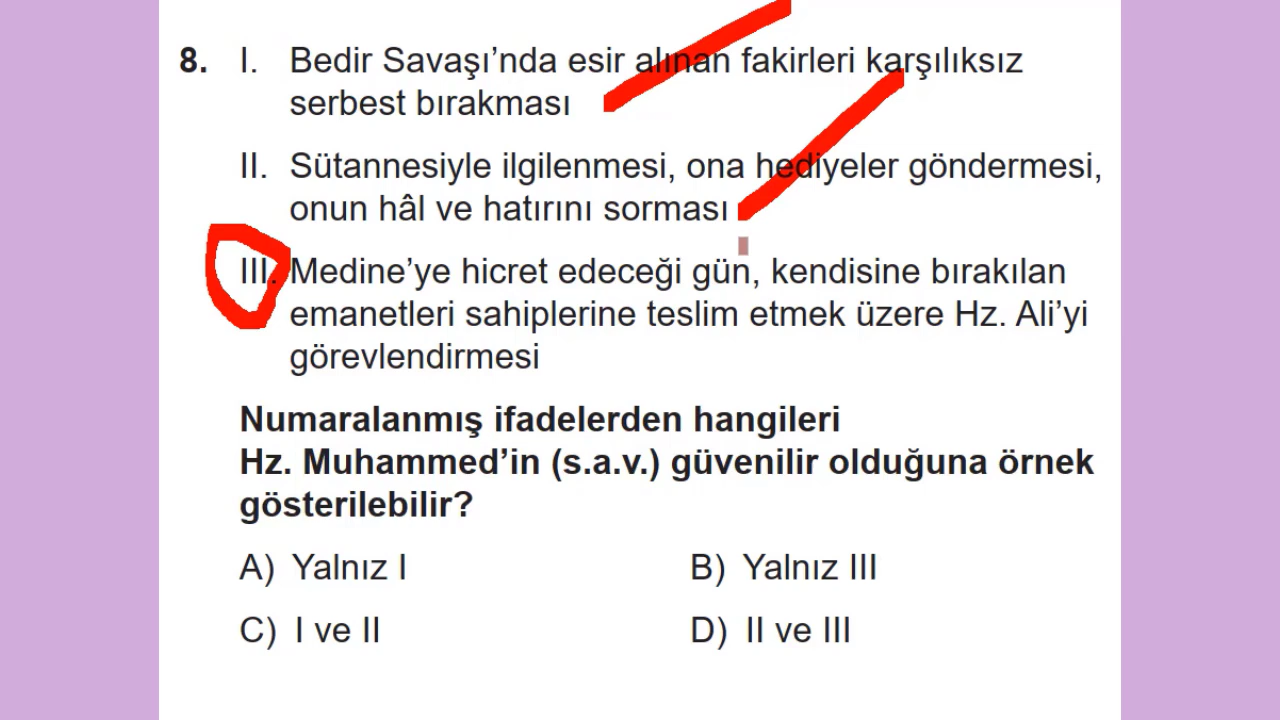 8. I. Bedir Savaşı’nda esir alınan fakirleri karşılıksız
serbest bırakması
II. Sütannesiyle ilgilenmesi, ona hediyeler göndermesi,
onun hâl ve hatırını sorması
III. Medine’ye hicret edeceği gün, kendisine bırakılan
emanetleri sahiplerine teslim etmek üzere Hz. Ali’yi
görevlendirmesi
Numaralanmış ifadelerden hangileri
Hz. Muhammed’in (s.a.v.) güvenilir olduğuna örnek
gösterilebilir?
A) Yalnız I B) Yalnız III
C) I ve II D) II ve III